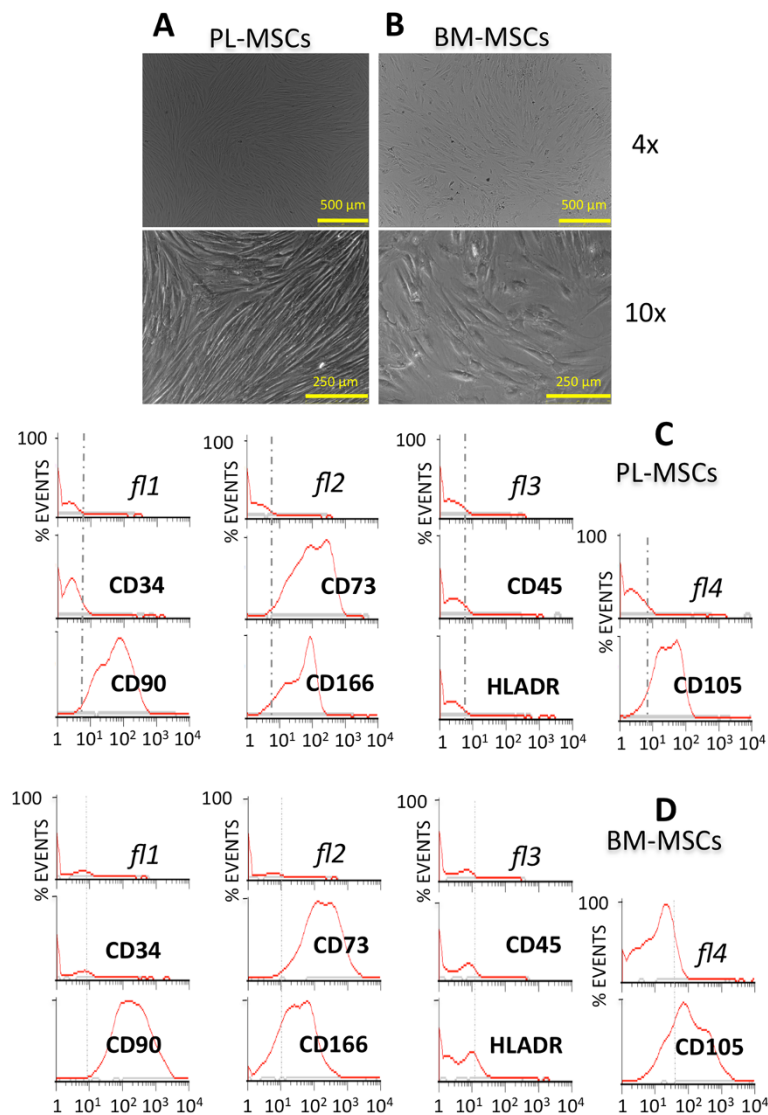 A
PL-MSCs
B
BM-MSCs
4x
500 µm
500 µm
10x
250 µm
250 µm
C
PL-MSCs
100
100
100
% EVENTS
fl1
fl2
fl3
100
% EVENTS
CD34
CD73
CD45
fl4
CD90
CD166
HLADR
CD105
1 10¹ 10² 10³ 10⁴
1 10¹ 10² 10³ 10⁴
1 10¹ 10² 10³ 10⁴
1 10¹ 10² 10³ 10⁴
D
BM-MSCs
100
100
100
% EVENTS
% EVENTS
% EVENTS
fl1
fl2
fl3
100
% EVENTS
CD34
CD73
CD45
fl4
CD90
CD166
HLADR
CD105
1 10¹ 10² 10³ 10⁴
1 10¹ 10² 10³ 10⁴
1 10¹ 10² 10³ 10⁴
1 10¹ 10² 10³ 10⁴